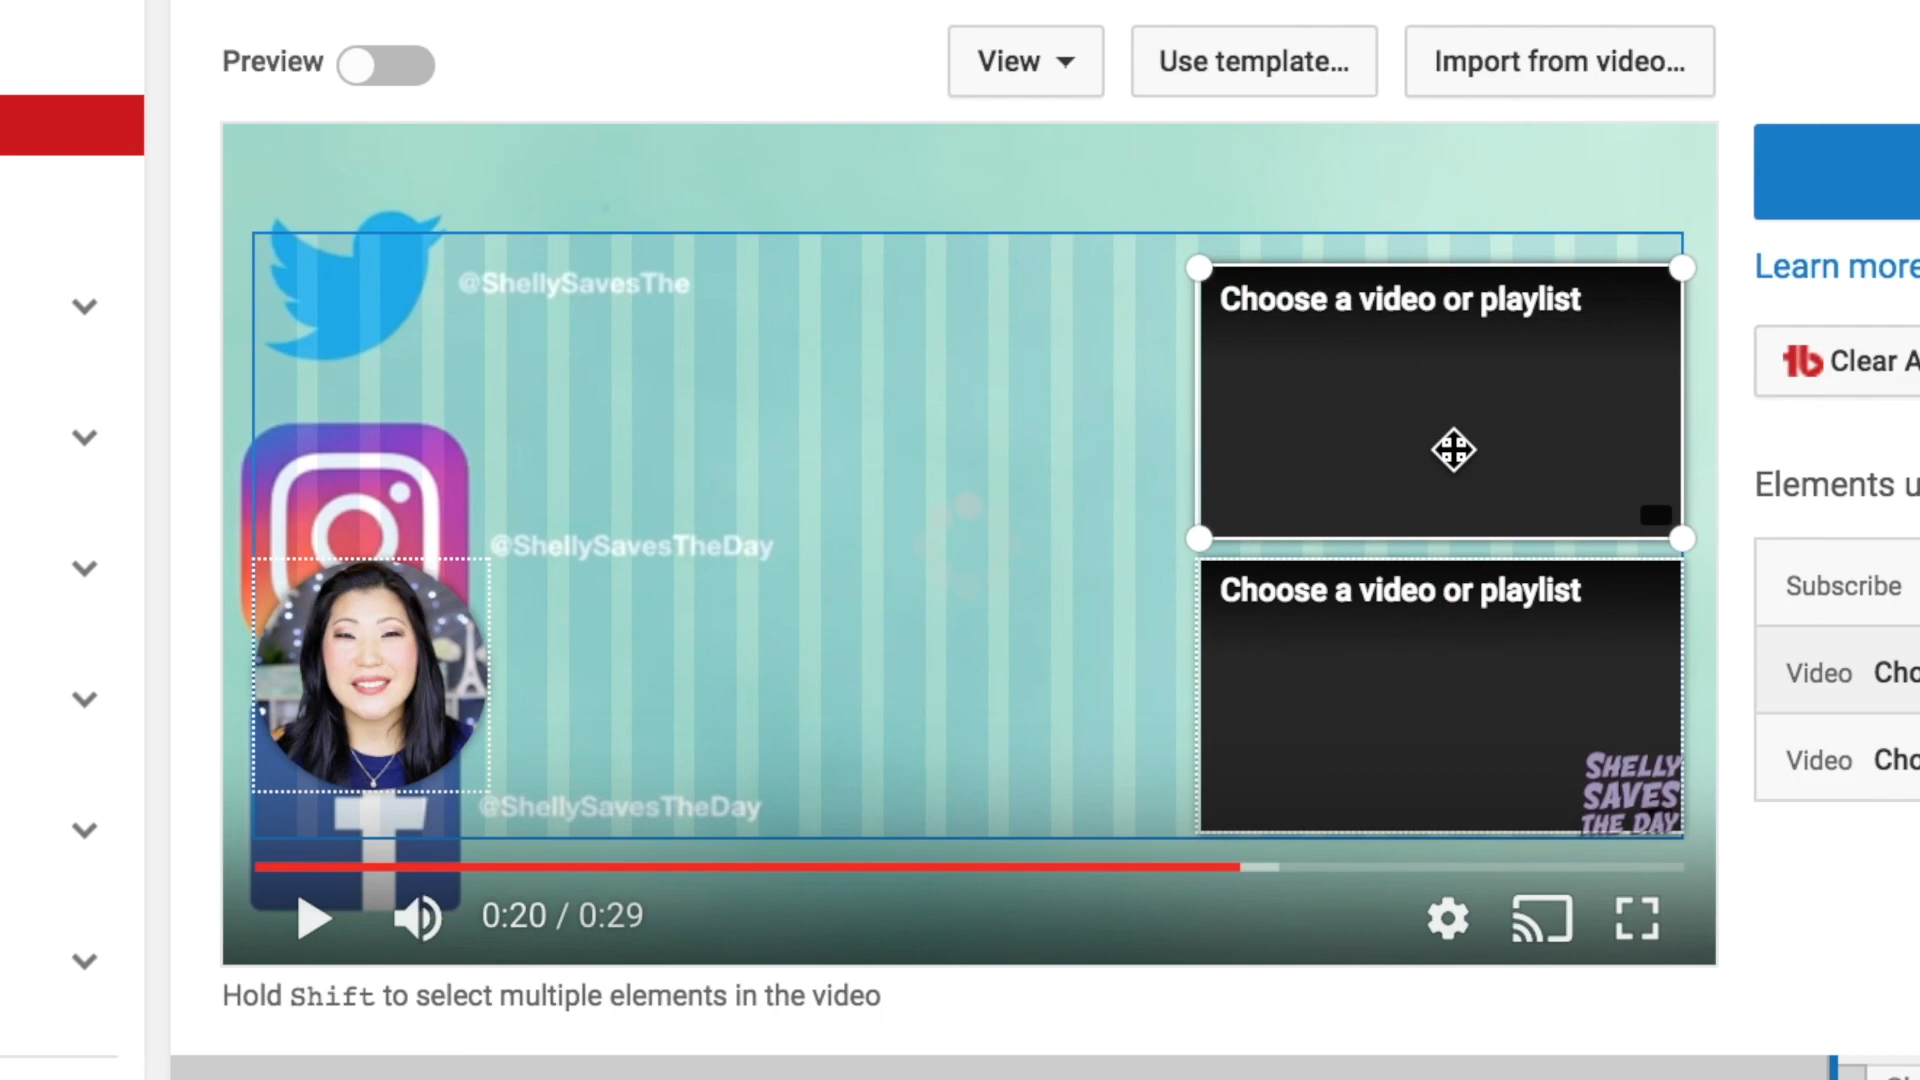 Preview
View
Use template...
Import from video...
@ShellySavesThe
Choose a video or playlist
Learn more
Clear A
Elements u
@ShellySavesTheDay
Choose a video or playlist
Subscribe
Video Cho
Video Cho
SHELLY
SAVES
THE DAY
@ShellySavesTheDay
0:20 / 0:29
Hold Shift to select multiple elements in the video